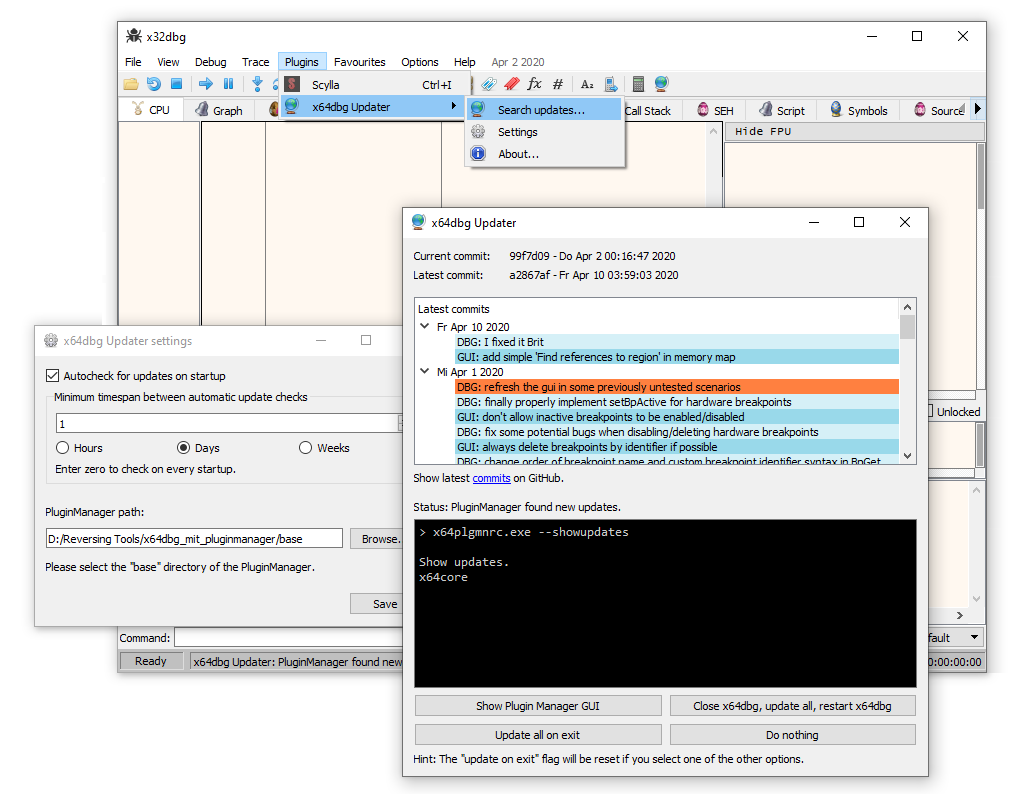 x32dbg
File View Debug Trace Plugins Favourites Options Help Apr 2 2020
Scylla Ctrl+I
fx # A₂
x64dbg Updater
Search updates...
Settings
About...
CPU Graph Call Stack SEH Script Symbols Source
Hide FPU
Unlocked
x64dbg Updater
Current commit: 99f7d09 - Do Apr 2 00:16:47 2020
Latest commit: a2867af - Fr Apr 10 03:59:03 2020
Latest commits
Fr Apr 10 2020
DBG: I fixed it Brit
GUI: add simple 'Find references to region' in memory map
Mi Apr 1 2020
DBG: refresh the gui in some previously untested scenarios
DBG: finally properly implement setBpActive for hardware breakpoints
GUI: don't allow inactive breakpoints to be enabled/disabled
DBG: fix some potential bugs when disabling/deleting hardware breakpoints
GUI: always delete breakpoints by identifier if possible
DBG: change order of breakpoint name and custom breakpoint identifier syntax in BpGet
Show latest commits on GitHub.
Status: PluginManager found new updates.
> x64plgmnrc.exe --showupdates
Show updates.
x64core
Show Plugin Manager GUI
Close x64dbg, update all, restart x64dbg
Update all on exit
Do nothing
Hint: The "update on exit" flag will be reset if you select one of the other options.
x64dbg Updater settings
Autocheck for updates on startup
Minimum timespan between automatic update checks
1
Hours Days Weeks
Enter zero to check on every startup.
PluginManager path:
D:/Reversing Tools/x64dbg_mit_pluginmanager/base
Browse.
Please select the "base" directory of the PluginManager.
Save
Command:
fault
Ready
x64dbg Updater: PluginManager found new
0:00:00:00